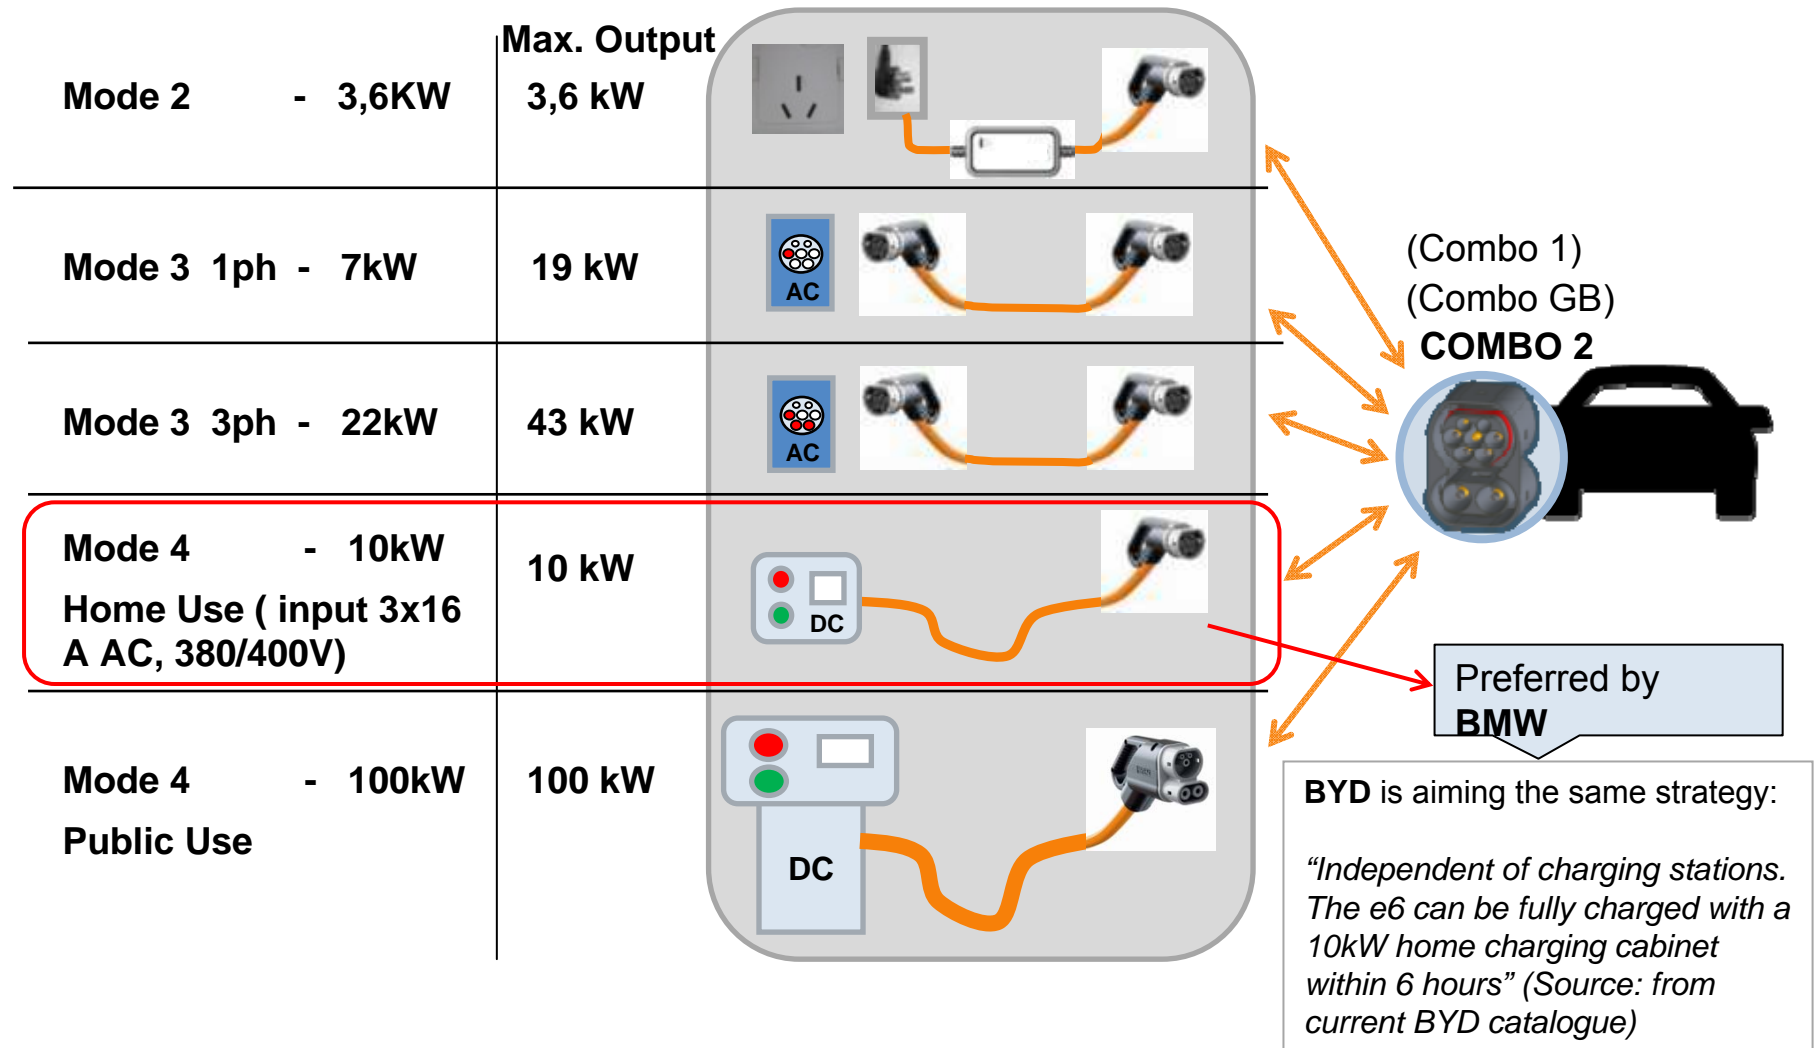 Max. Output
Mode 2 - 3,6KW 3,6 kW
Mode 3 1ph - 7kW 19 kW
AC
Mode 3 3ph - 22kW 43 kW
AC
Mode 4 - 10kW 10 kW
Home Use ( input 3x16
A AC, 380/400V)
DC
Mode 4 - 100kW 100 kW
Public Use
DC
(Combo 1)
(Combo GB)
COMBO 2
Preferred by
BMW
BYD is aiming the same strategy:
“Independent of charging stations.
The e6 can be fully charged with a
10kW home charging cabinet
within 6 hours” (Source: from
current BYD catalogue)